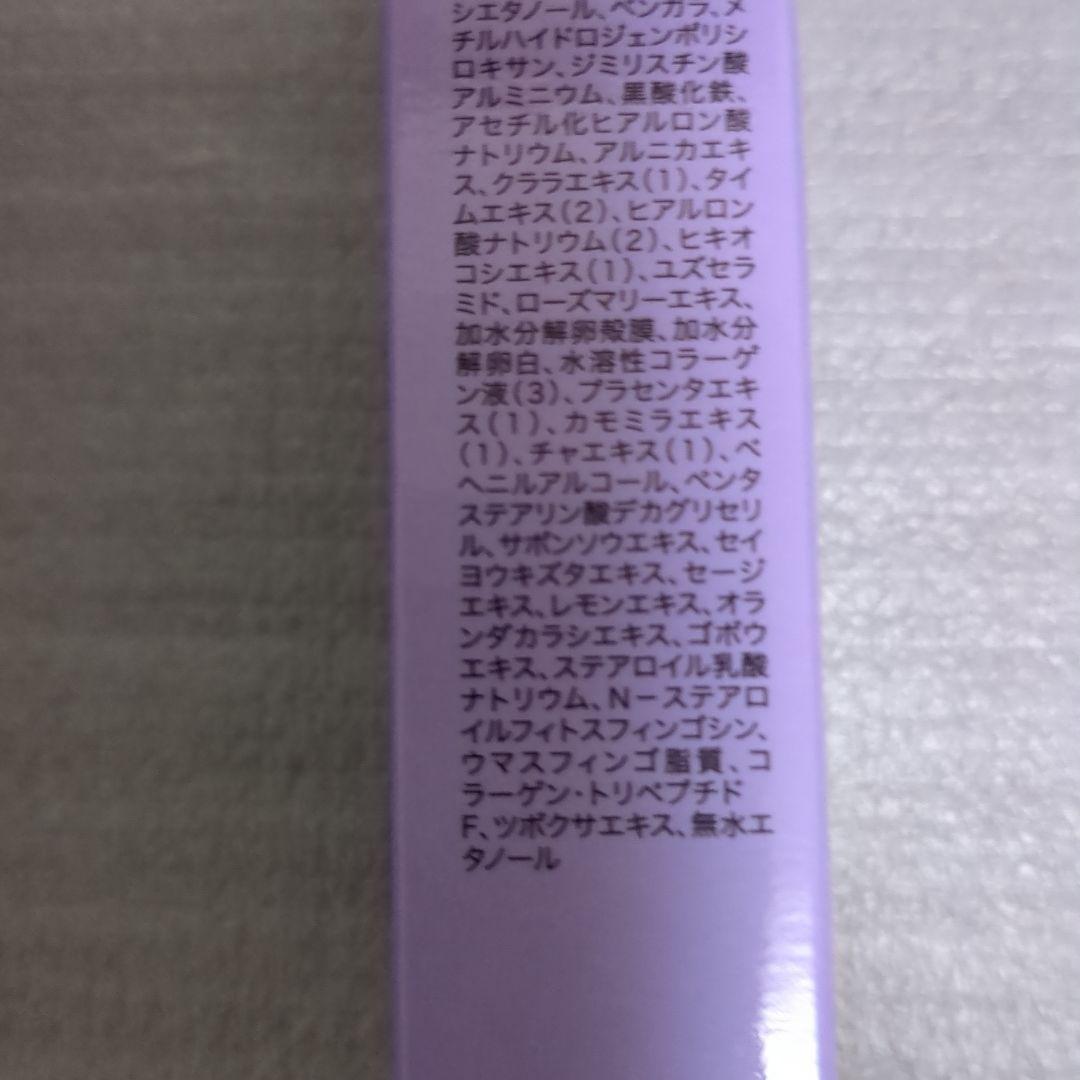 シエタノール、ベンガラ、メ
チルハイドロジェンポリシ
ロキサン、ジミリスチン酸
アルミニウム、黒酸化鉄、
アセチル化ヒアルロン酸
ナトリウム、アルニカエキ
ス、クララエキス(1)、タイ
ムエキス(2)、ヒアルロン
酸ナトリウム(2)、ヒキオ
コシエキス(1)、ユズセラ
ミド、ローズマリーエキス、
加水分解卵殻膜、加水分
解卵白、水溶性コラーゲ
ン液(3)、プラセンタエキ
ス(1)、カモミラエキス
(1)、チャエキス(1)、ベ
ヘニルアルコール、ペンタ
ステアリン酸デカグリセリ
ル、サボンソウエキス、セイ
ヨウキズタエキス、セージ
エキス、レモンエキス、オラ
ンダカラシエキス、ゴボウ
エキス、ステアロイル乳酸
ナトリウム、N－ステアロ
イルフィトスフィンゴシン、
ウマスフィンゴ脂質、コ
ラーゲン・トリペプチド
F、ツボクサエキス、無水エ
タノール